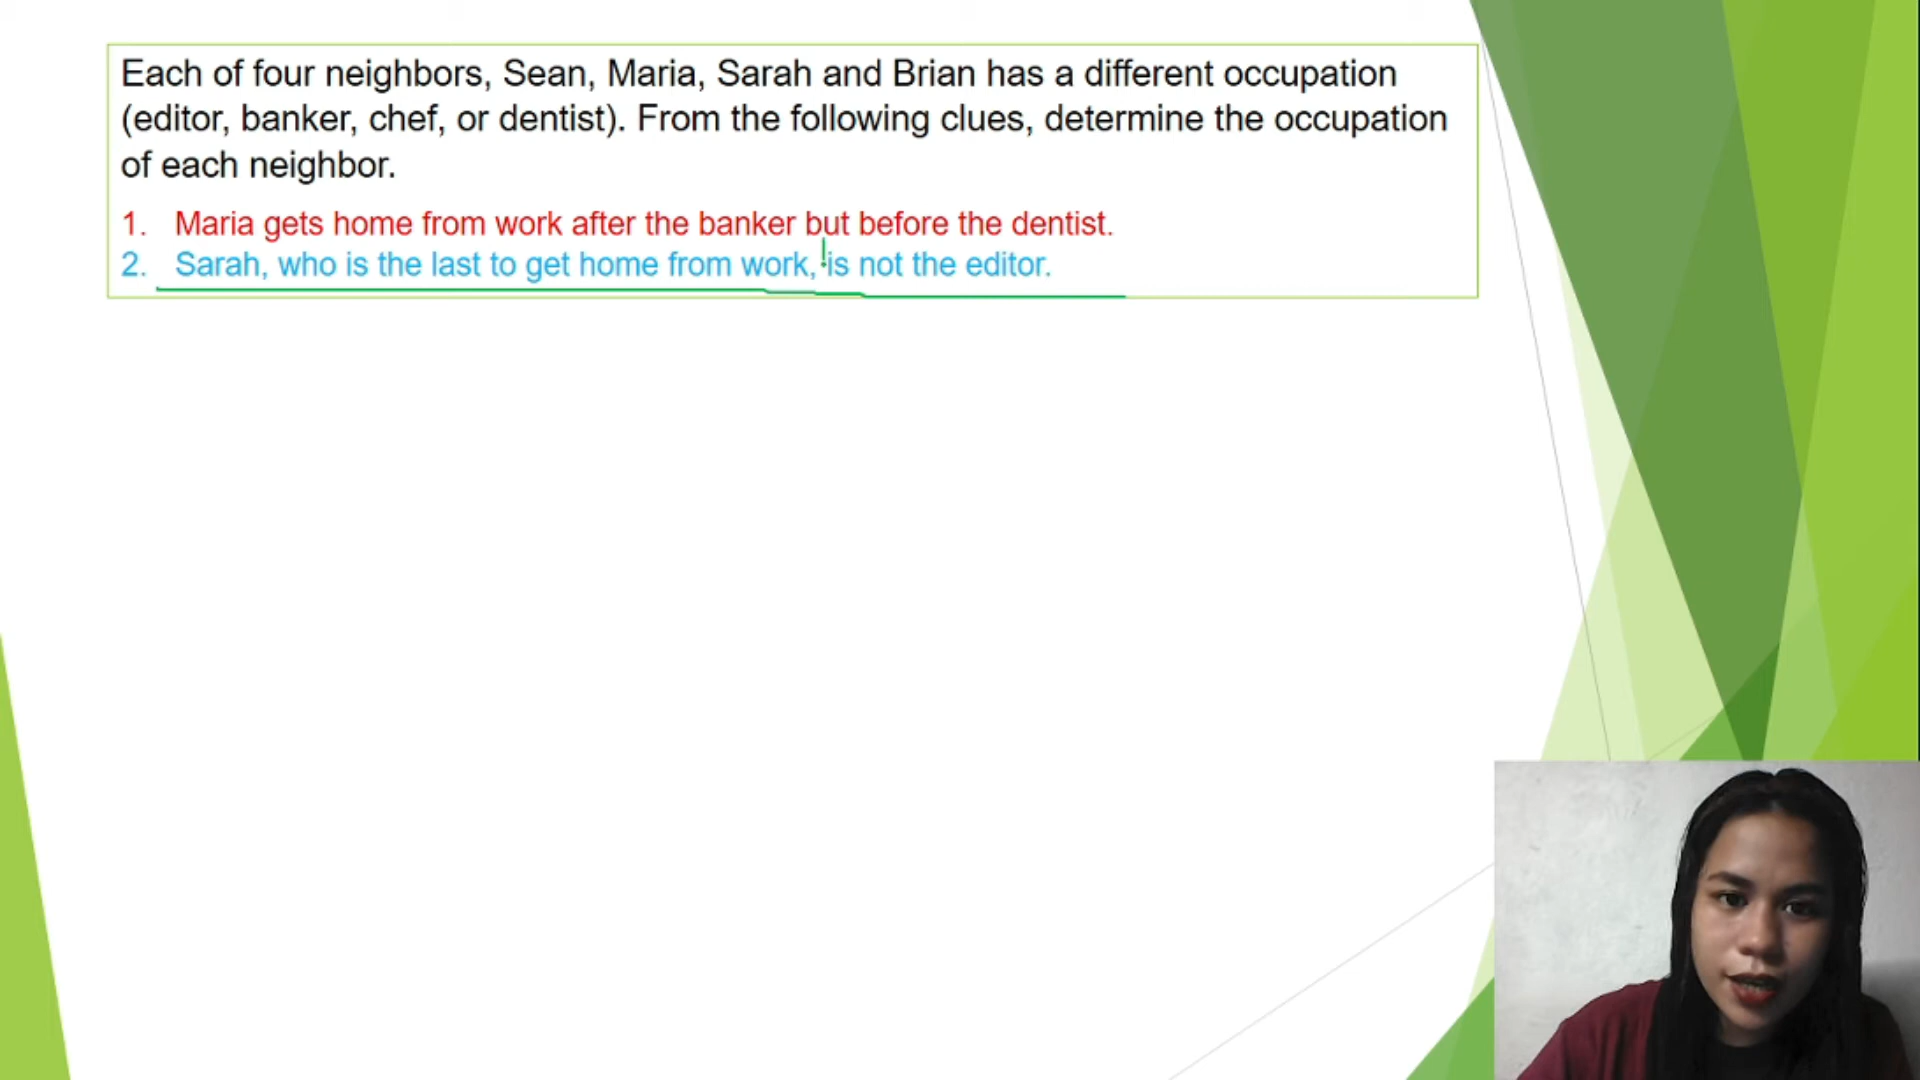 Each of four neighbors, Sean, Maria, Sarah and Brian has a different occupation
(editor, banker, chef, or dentist). From the following clues, determine the occupation
of each neighbor.
1. Maria gets home from work after the banker but before the dentist.
2. Sarah, who is the last to get home from work, is not the editor.